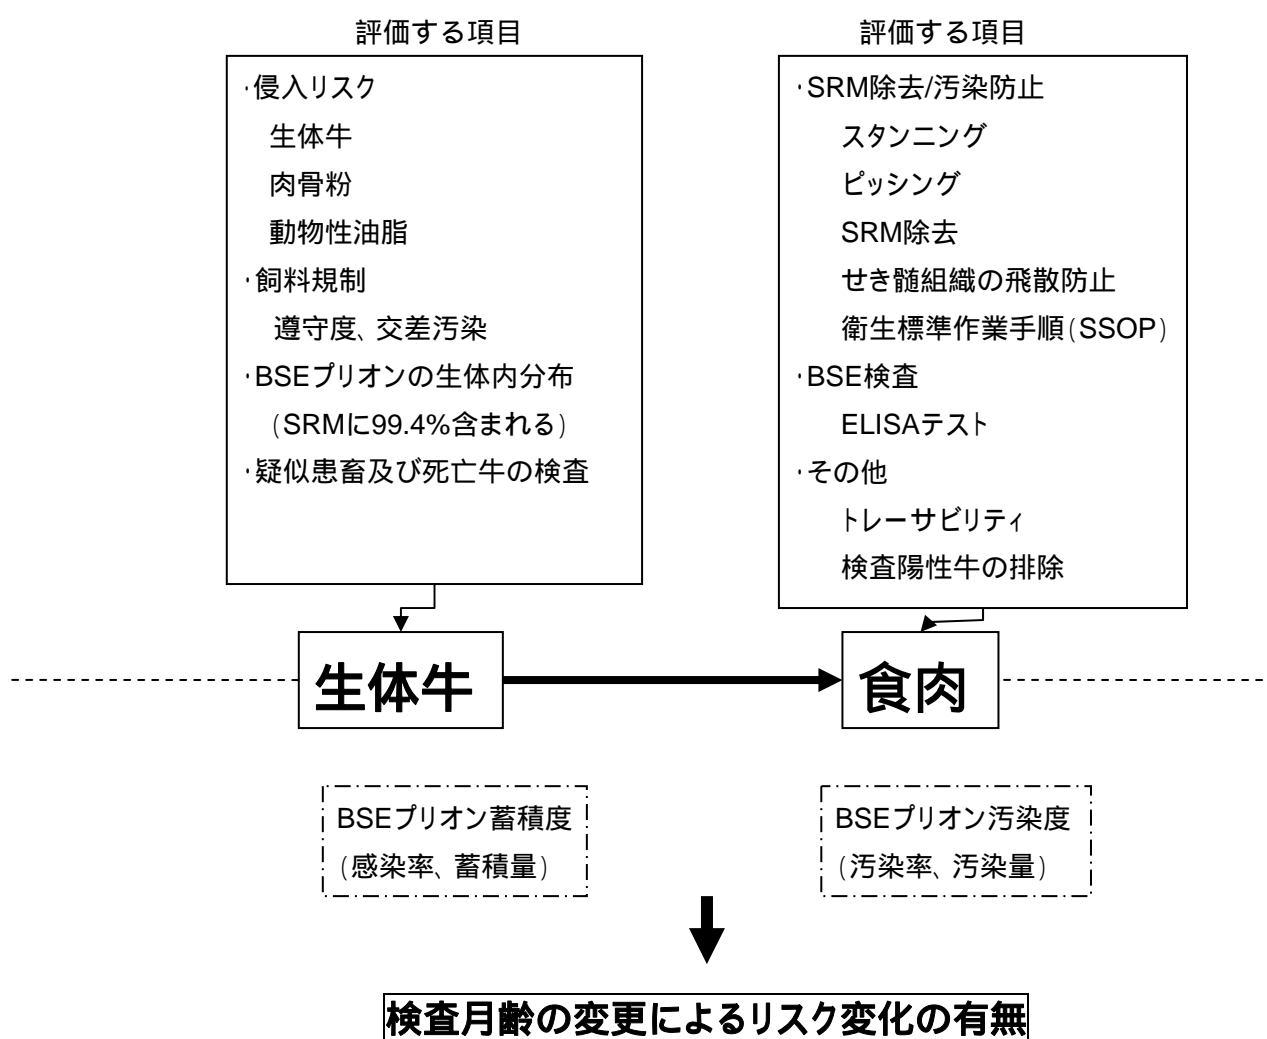 評価する項目
・侵入リスク
生体牛
肉骨粉
動物性油脂
・飼料規制
遵守度、交差汚染
・BSEプリオンの生体内分布
(SRMに99.4%含まれる)
・疑似患畜及び死亡牛の検査
評価する項目
・SRM除去/汚染防止
スタンニング
ピッシング
SRM除去
せき髄組織の飛散防止
衛生標準作業手順(SSOP)
・BSE検査
ELISAテスト
・その他
トレーサビリティ
検査陽性牛の排除
生体牛
食肉
BSEプリオン蓄積度
(感染率、蓄積量)
BSEプリオン汚染度
(汚染率、汚染量)
検査月齢の変更によるリスク変化の有無